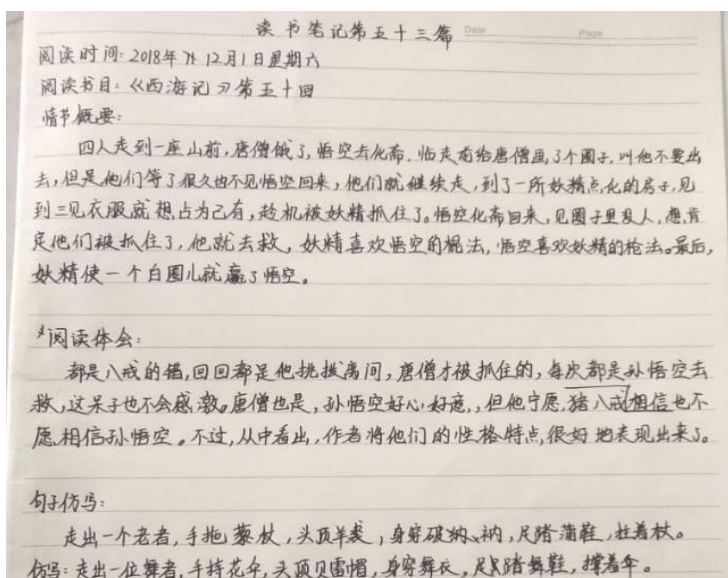 读书笔记第五十三篇 Date Page
阅读时间:2018年 12月1日星期六
阅读书目:《西游记》第五十回
情节概要:
四人走到一座山前,唐僧饿了,悟空去化斋,临走前给唐僧画了个圈子,叫他不要出
去,但是他们等了很久也不见悟空回来,他们就继续走,到了一所妖精点化的房子,见
到三见衣服就想占为己有,趁机被妖精抓住了。悟空化斋回来,见圈子里没人,想肯
定他们被抓住了,他就去救,妖精喜欢悟空的棍法,悟空喜欢妖精的枪法。最后,
妖精使一个白圈儿就赢了悟空。
阅读体会:
都是八戒的错,回回都是他挑拨离间,唐僧才被抓住的,每次都是孙悟空去
救,这呆子也不会感激。唐僧也是,孙悟空好心,好意,但他宁愿相信猪八戒也不
愿相信孙悟空。不过,从中看出,作者将他们的性格特点,很好地表现出来了。
句子仿写:
走出一个老者,手拖藜杖,头顶羊裘,身穿破衲,足踏蒲鞋,拄着杖。
仿写:走出一位舞者,手持花伞,头顶贝雷帽,身穿舞衣,足踏舞鞋,撑着伞。